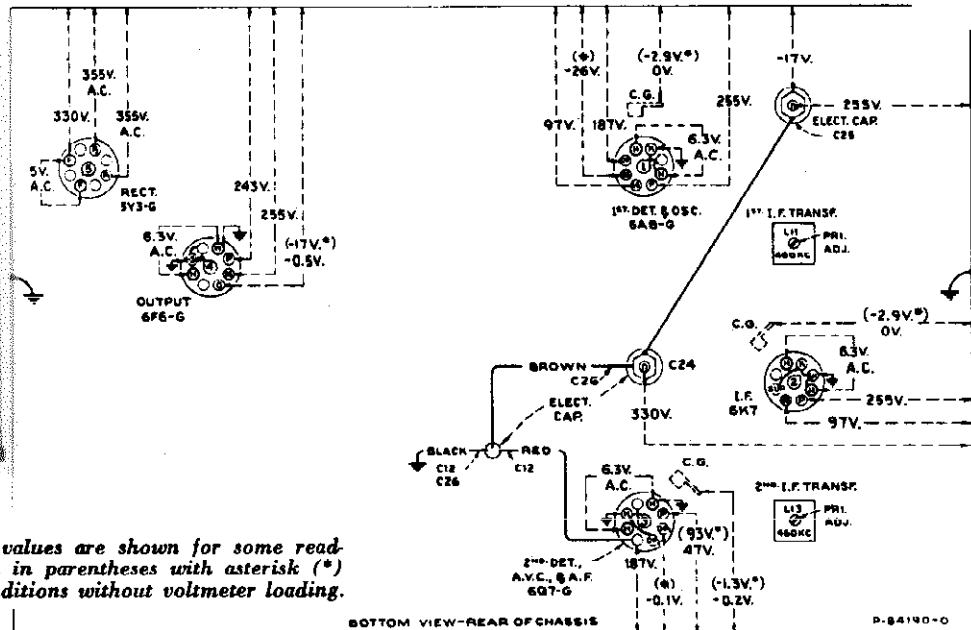 355V.
A.C.
330V.
355V.
A.C.
5V.
A.C.
5
RECT.
5Y3-G
6.3V.
A.C.
4
OUTPUT
6F6-G
243V.
255V.
(-17V.*)
-0.5V.
(*)
-26V.
(-2.9V.*)
0V.
C.G.
97V.
187V.
255V.
6.3V.
A.C.
1
1ST. DET. & OSC.
6A8-G
-17V.
255V.
ELECT. CAP.
C25
1ST. I.F. TRANSF.
L11
460KC
PRI.
ADJ.
(-2.9V.*)
0V.
C.G.
6.3V.
A.C.
2
I.F.
6K7
255V.
97V.
BROWN
C26
C24
ELECT.
CAP.
330V.
BLACK
RED
C12
C26
C12
C.G.
6.3V.
A.C.
2ND. I.F. TRANSF.
L13
460KC
PRI.
ADJ.
(93V.*)
47V.
187V.
2ND. DET.,
A.V.C., & A.F.
6Q7-G
(*)
-0.1V.
(-1.3V.*)
-0.2V.
values are shown for some read-
in parentheses with asterisk (*)
ditions without voltmeter loading.
BOTTOM VIEW-REAR OF CHASSIS
P-84190-0